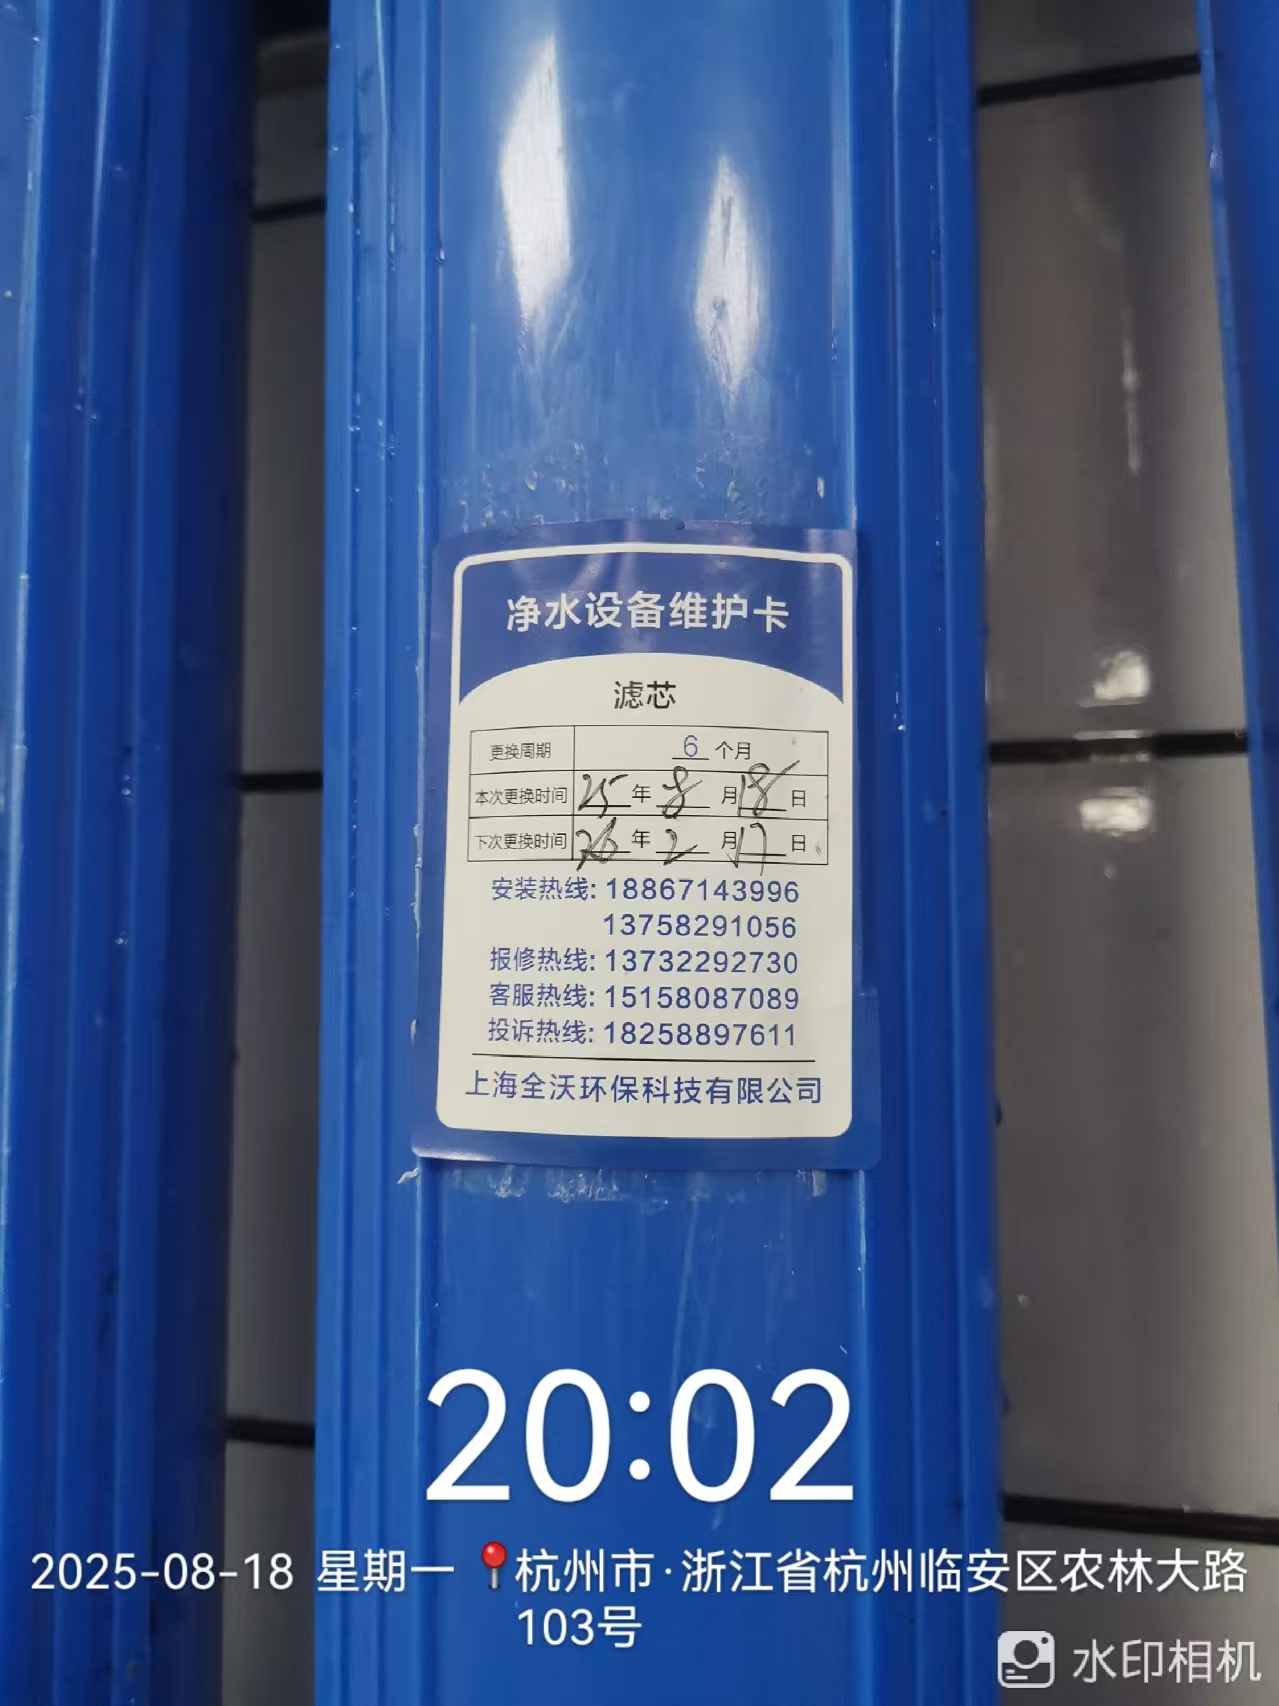 净水设备维护卡
滤芯
更换周期 6 个月
本次更换时间 25 年 8 月 18 日
下次更换时间 26 年 2 月 17 日
安装热线: 18867143996
13758291056
报修热线: 13732292730
客服热线: 15158087089
投诉热线: 18258897611
上海全沃环保科技有限公司
20:02
2025-08-18 星期一 杭州市·浙江省杭州临安区农林大路
103号
水印相机